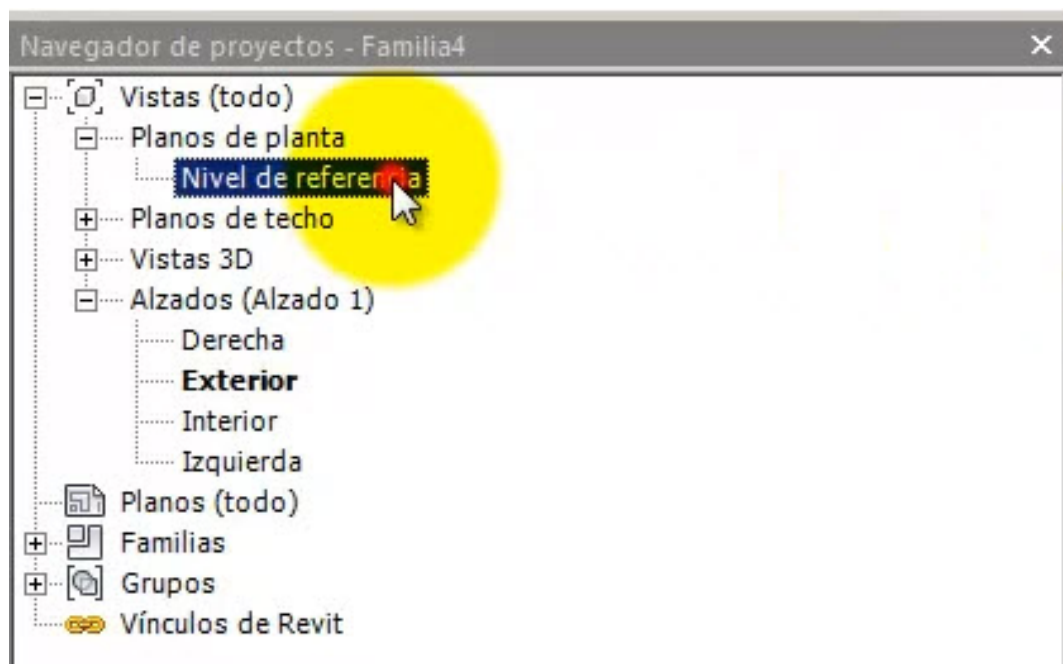 Navegador de proyectos - Familia4
Vistas (todo)
Planos de planta
Nivel de referencia
Planos de techo
Vistas 3D
Alzados (Alzado 1)
Derecha
Exterior
Interior
Izquierda
Planos (todo)
Familias
Grupos
Vínculos de Revit